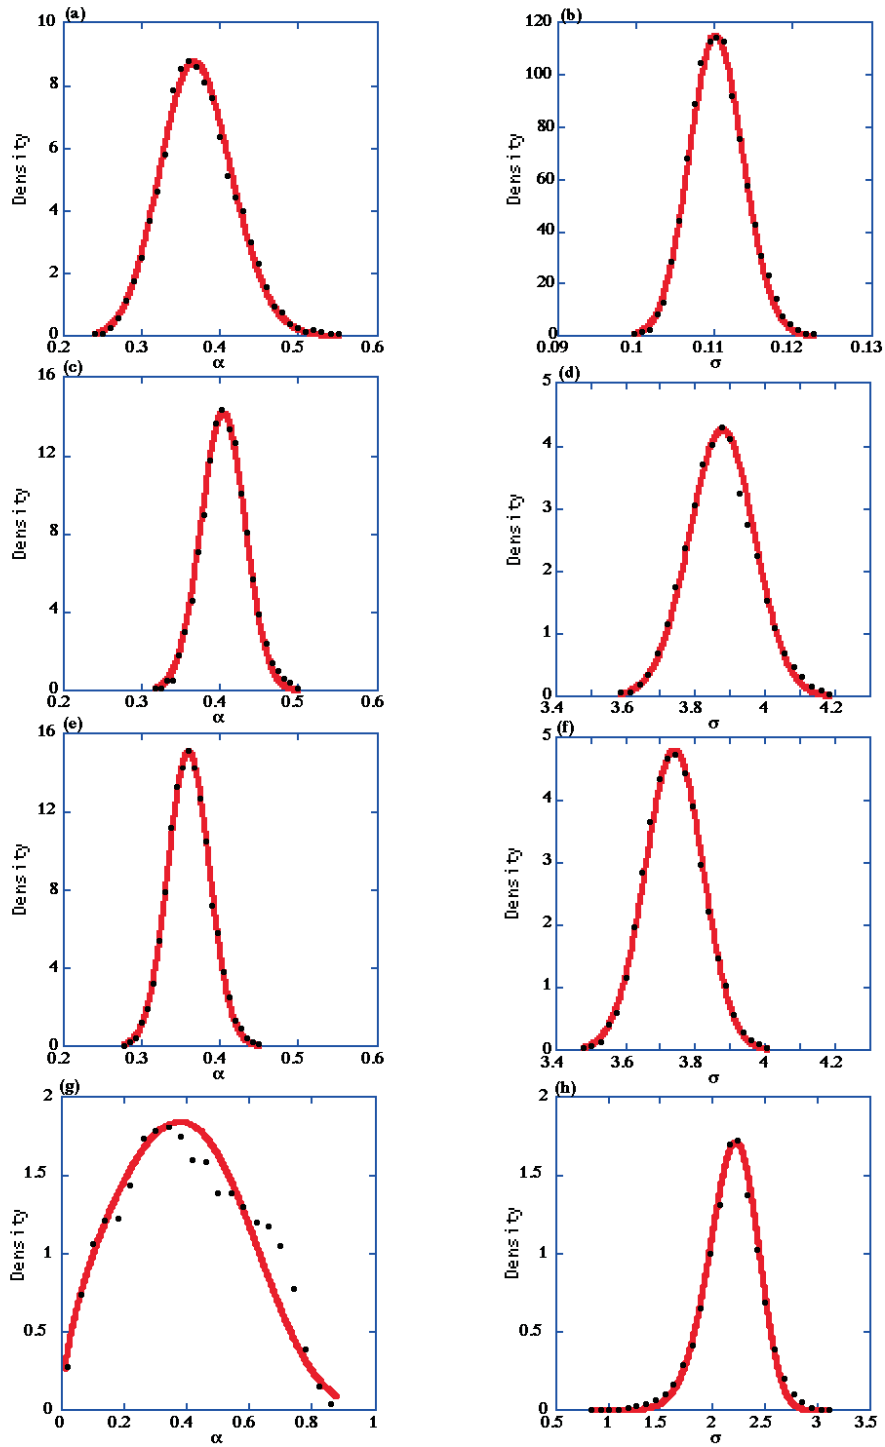 (a)
10
8
6
4
2
0
Density
0.2 0.3 0.4 0.5 0.6
α
(b)
120
100
80
60
40
20
0
Density
0.09 0.1 0.11 0.12 0.13
σ
(c)
16
12
8
4
0
Density
0.2 0.3 0.4 0.5 0.6
α
(d)
5
4
3
2
1
0
Density
3.4 3.6 3.8 4 4.2
σ
(e)
16
12
8
4
0
Density
0.2 0.3 0.4 0.5 0.6
α
(f)
5
4
3
2
1
0
Density
3.4 3.6 3.8 4 4.2
σ
(g)
2
1.5
1
0.5
0
Density
0 0.2 0.4 0.6 0.8 1
α
(h)
2
1.5
1
0.5
0
Density
0.5 1 1.5 2 2.5 3 3.5
σ